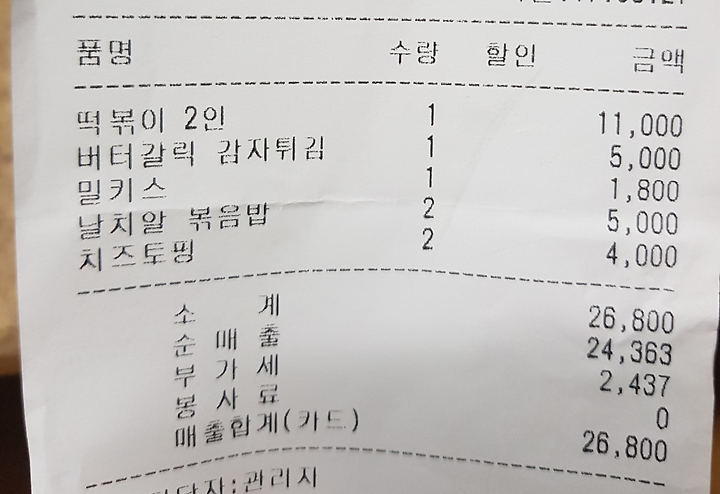 품명 수량 할인 금액
떡볶이 2인 1 11,000
버터갈릭 감자튀김 1 5,000
밀키스 1 1,800
날치알 볶음밥 2 5,000
치즈토핑 2 4,000
소 계 26,800
순 매 출 24,363
부 가 세 2,437
봉 사 료 0
매출합계(카드) 26,800